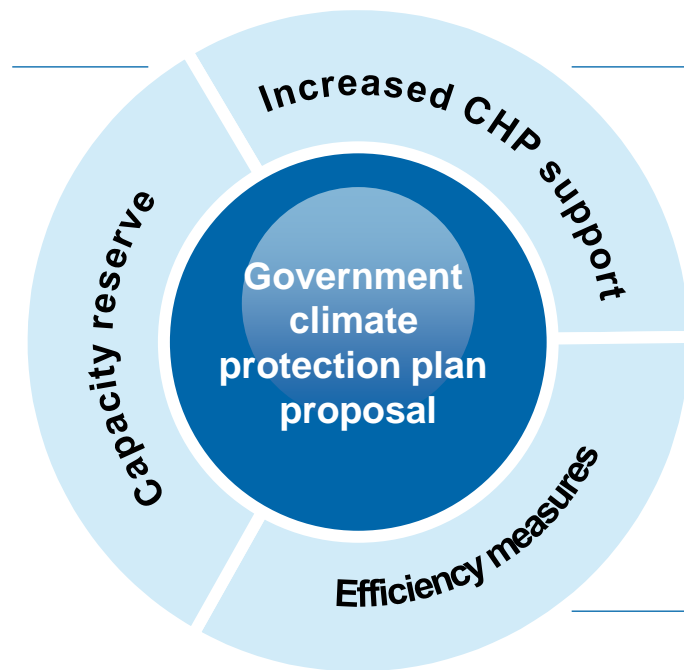 Increased CHP support
Capacity reserve
Government
climate
protection plan
proposal
Efficiency measures